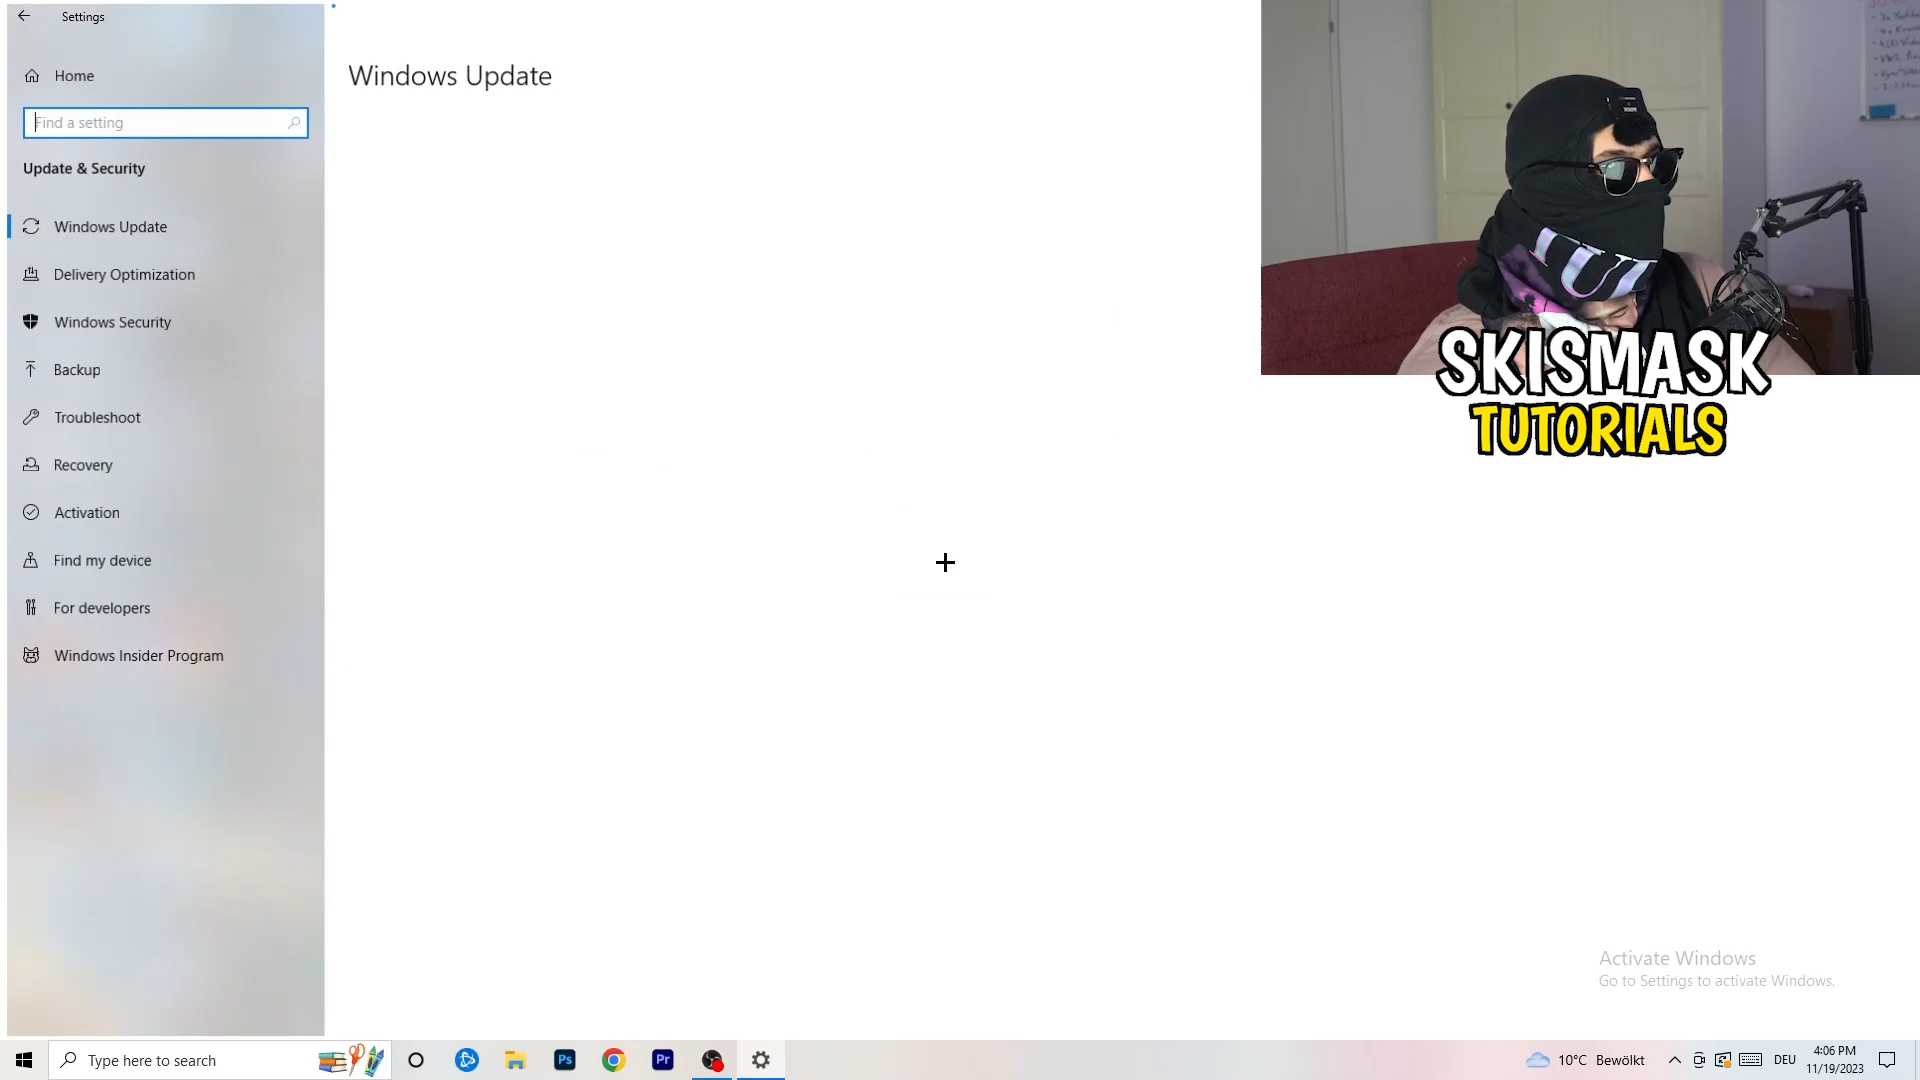 Settings
Home
Find a setting
Update & Security
Windows Update
Delivery Optimization
Windows Security
Backup
Troubleshoot
Recovery
Activation
Find my device
For developers
Windows Insider Program
Windows Update
SKISMASK
TUTORIALS
Activate Windows
Go to Settings to activate Windows.
Type here to search
Ps
Pr
10°C Bewölkt
DEU
4:06 PM
11/19/2023